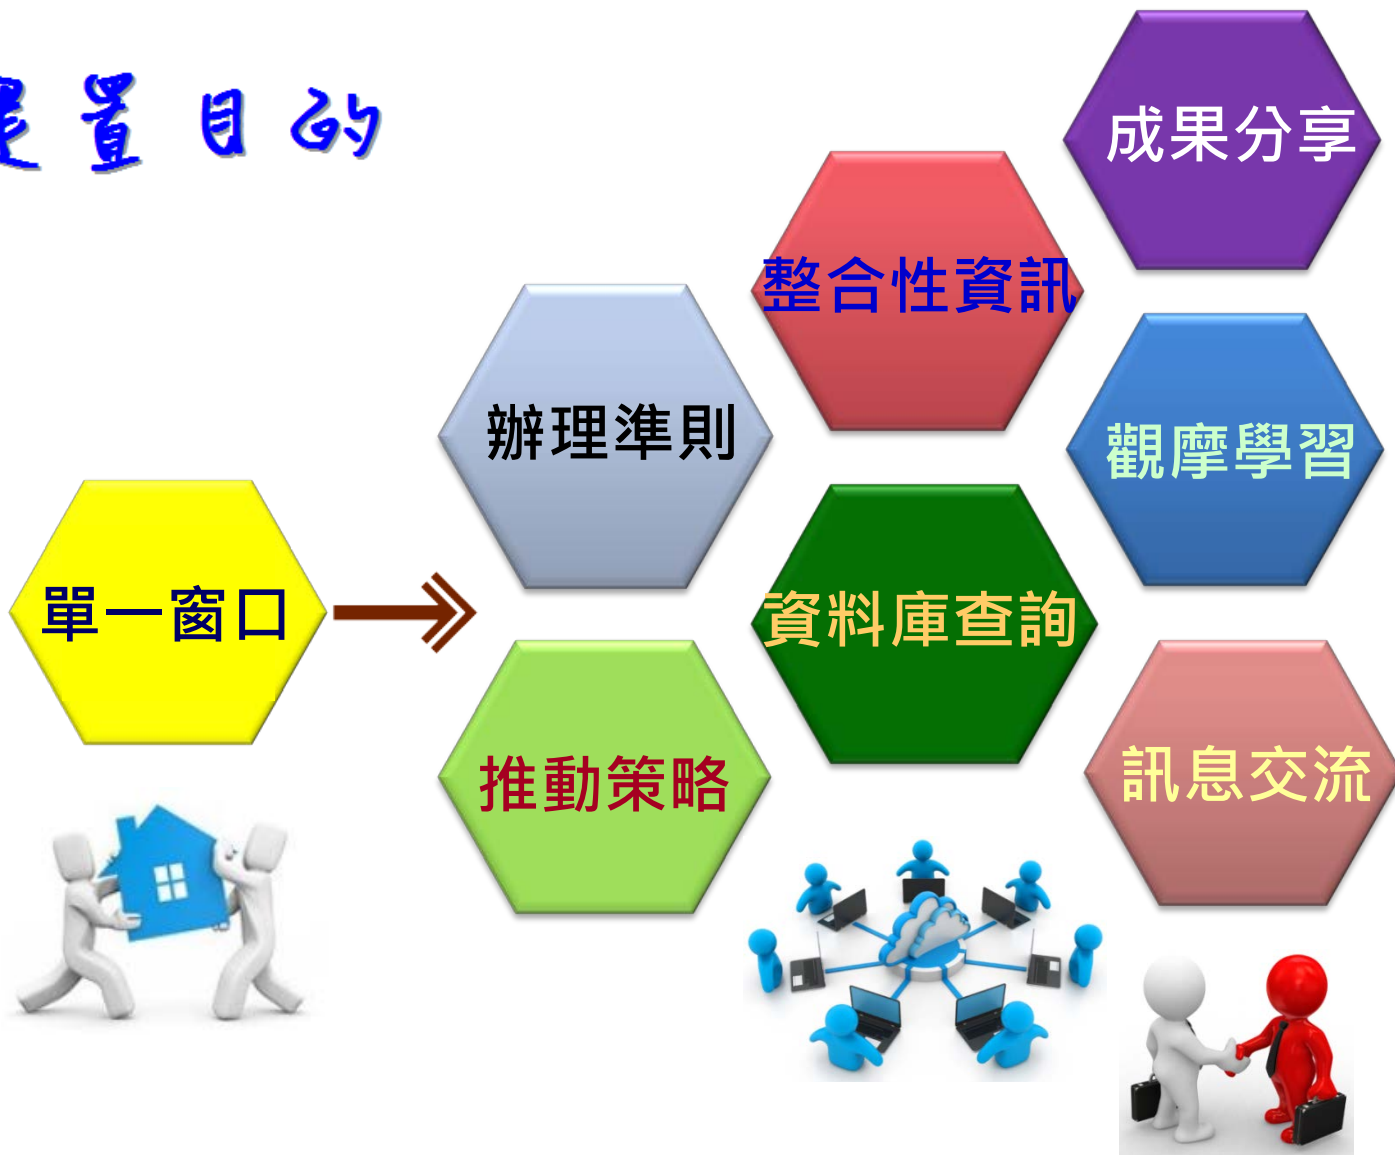 置目的
成果分享
整合性資訊
辦理準則
觀摩學習
單一窗口
資料庫查詢
推動策略
訊息交流